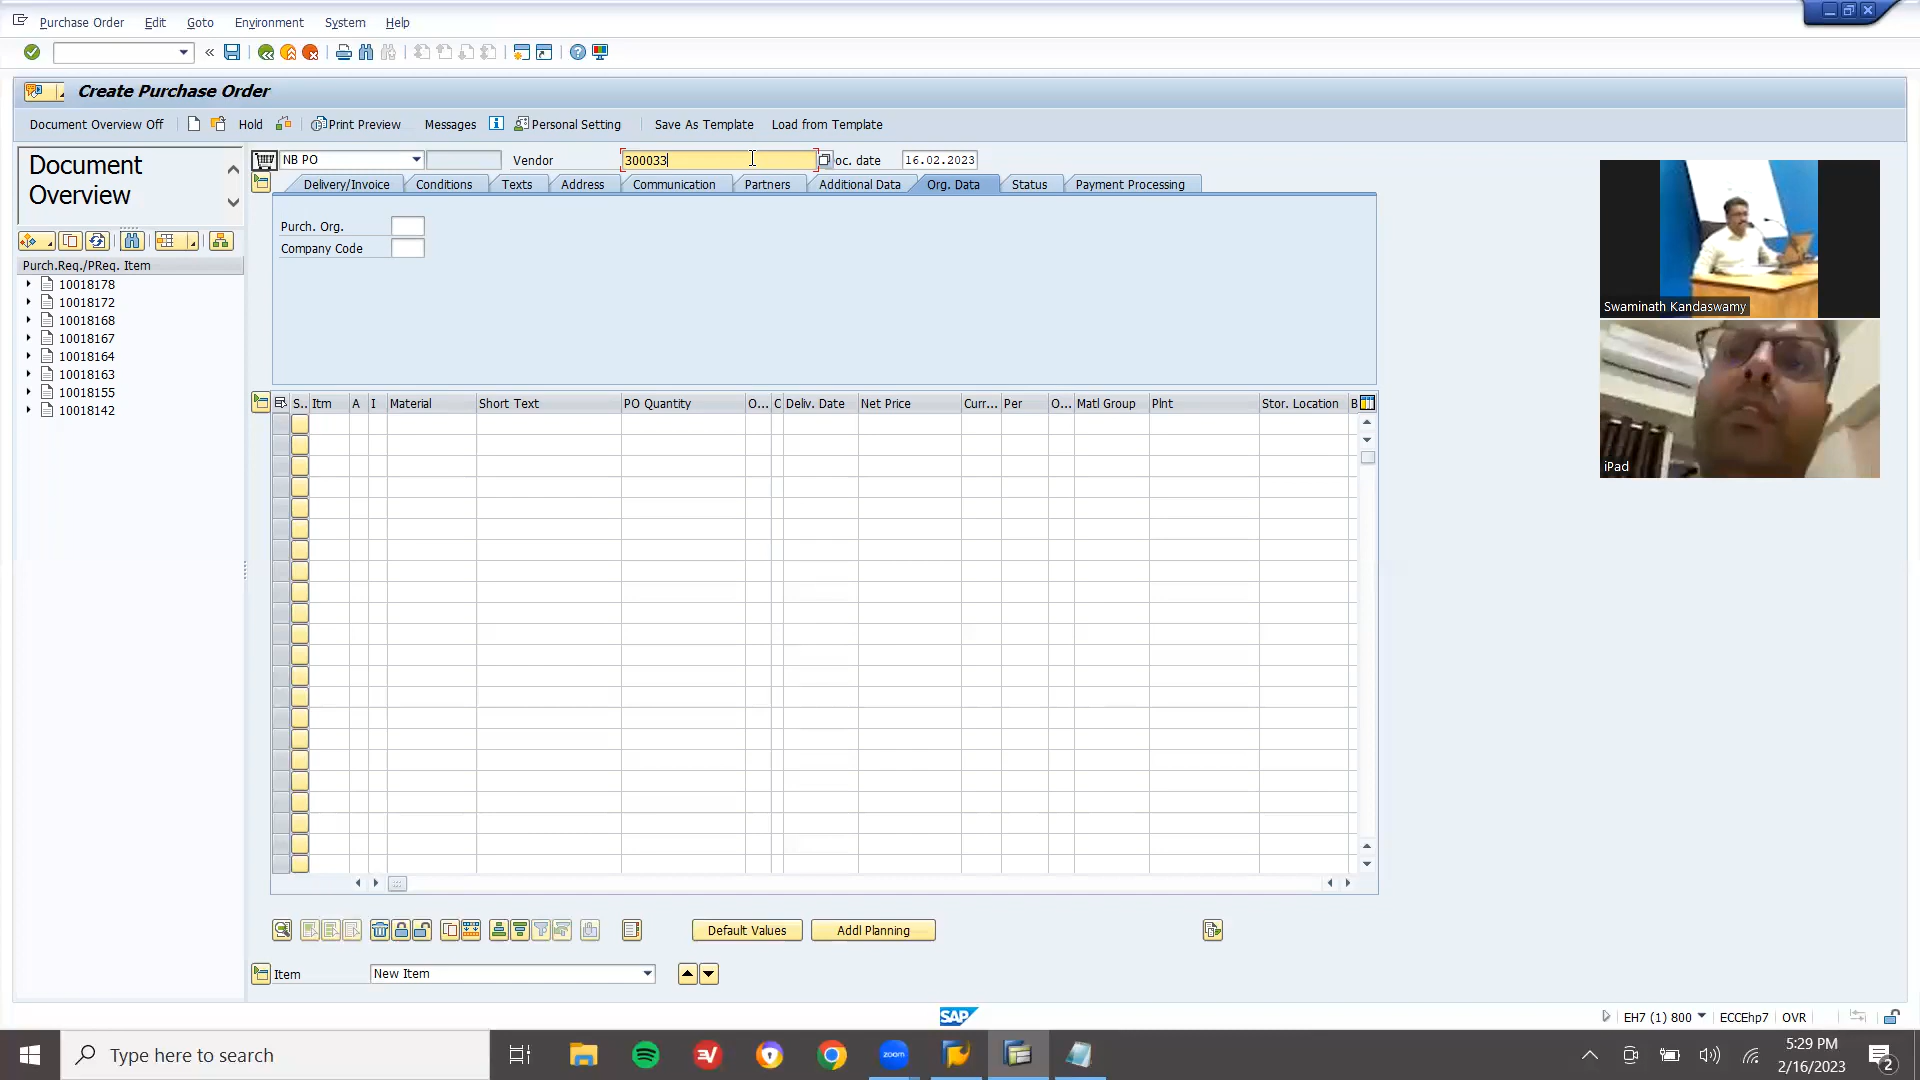 Purchase Order Edit Goto Environment System Help
Create Purchase Order
Document Overview Off Hold Print Preview Messages Personal Setting Save As Template Load from Template
Document
Overview
NB PO Vendor 300033 oc. date 16.02.2023
Delivery/Invoice Conditions Texts Address Communication Partners Additional Data Org. Data Status Payment Processing
Purch. Org.
Company Code
Purch.Req./PReq. Item
10018178
10018172
10018168
10018167
10018164
10018163
10018155
10018142
S.. Itm A I Material Short Text PO Quantity O... C Deliv. Date Net Price Curr... Per O... Matl Group Plnt Stor. Location B
Default Values Addl Planning
Item New Item
Swaminath Kandaswamy
iPad
SAP
EH7 (1) 800 ECCEhp7 OVR
Type here to search
zoom
5:29 PM
2/16/2023
2